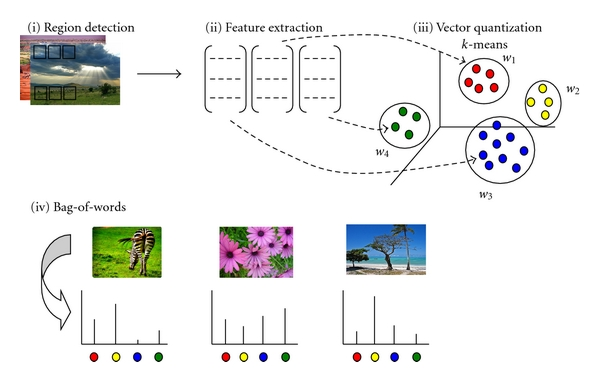 (i) Region detection
(ii) Feature extraction
(iii) Vector quantization
k-means
w1
w2
w3
w4
(iv) Bag-of-words